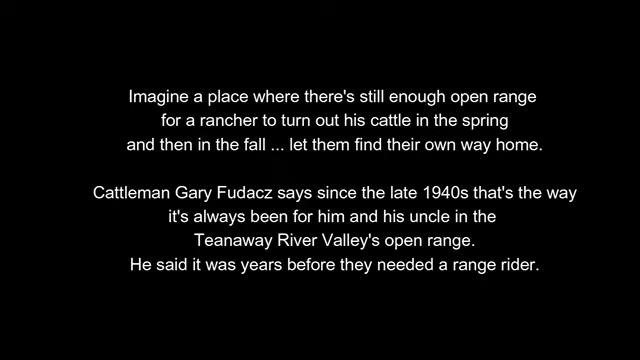 Imagine a place where there's still enough open range
for a rancher to turn out his cattle in the spring
and then in the fall ... let them find their own way home.
Cattleman Gary Fudacz says since the late 1940s that's the way
it's always been for him and his uncle in the
Teanaway River Valley's open range.
He said it was years before they needed a range rider.